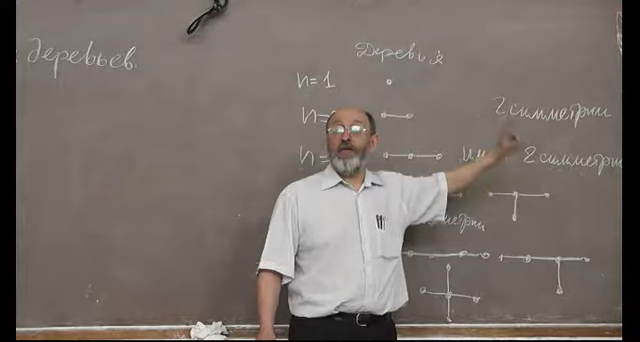 деревьев.
Деревья
n=1
n=
2 симметрии
n=
2 симметрии